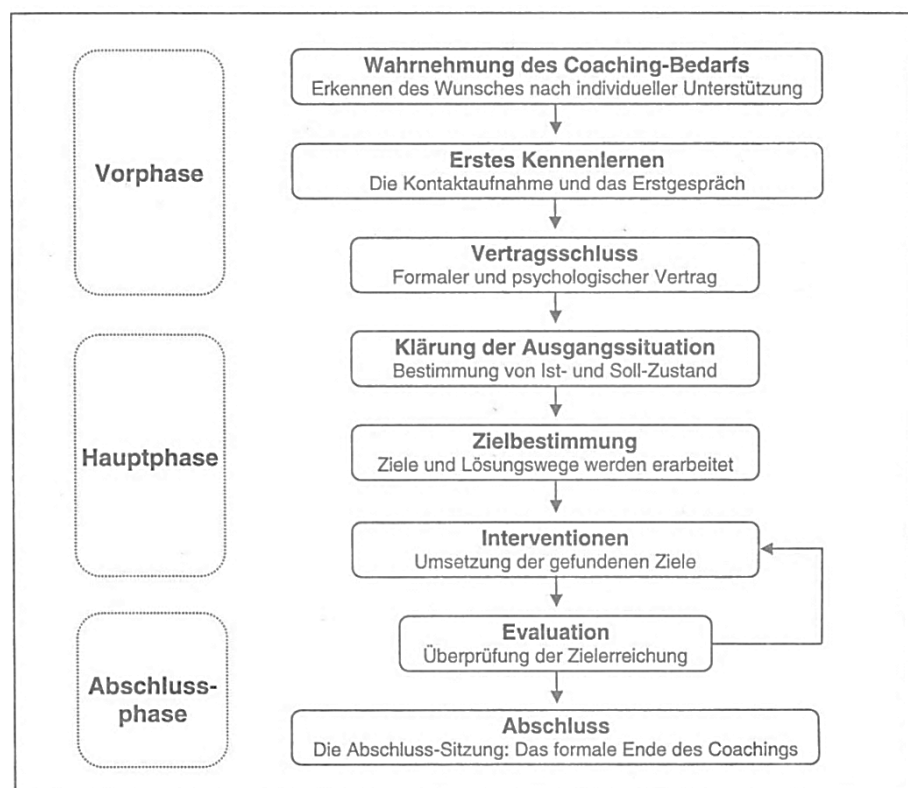 Vorphase
Wahrnehmung des Coaching-Bedarfs
Erkennen des Wunsches nach individueller Unterstützung
Erstes Kennenlernen
Die Kontaktaufnahme und das Erstgespräch
Vertragsschluss
Formaler und psychologischer Vertrag
Hauptphase
Klärung der Ausgangssituation
Bestimmung von Ist- und Soll-Zustand
Zielbestimmung
Ziele und Lösungswege werden erarbeitet
Interventionen
Umsetzung der gefundenen Ziele
Abschluss-
phase
Evaluation
Überprüfung der Zielerreichung
Abschluss
Die Abschluss-Sitzung: Das formale Ende des Coachings